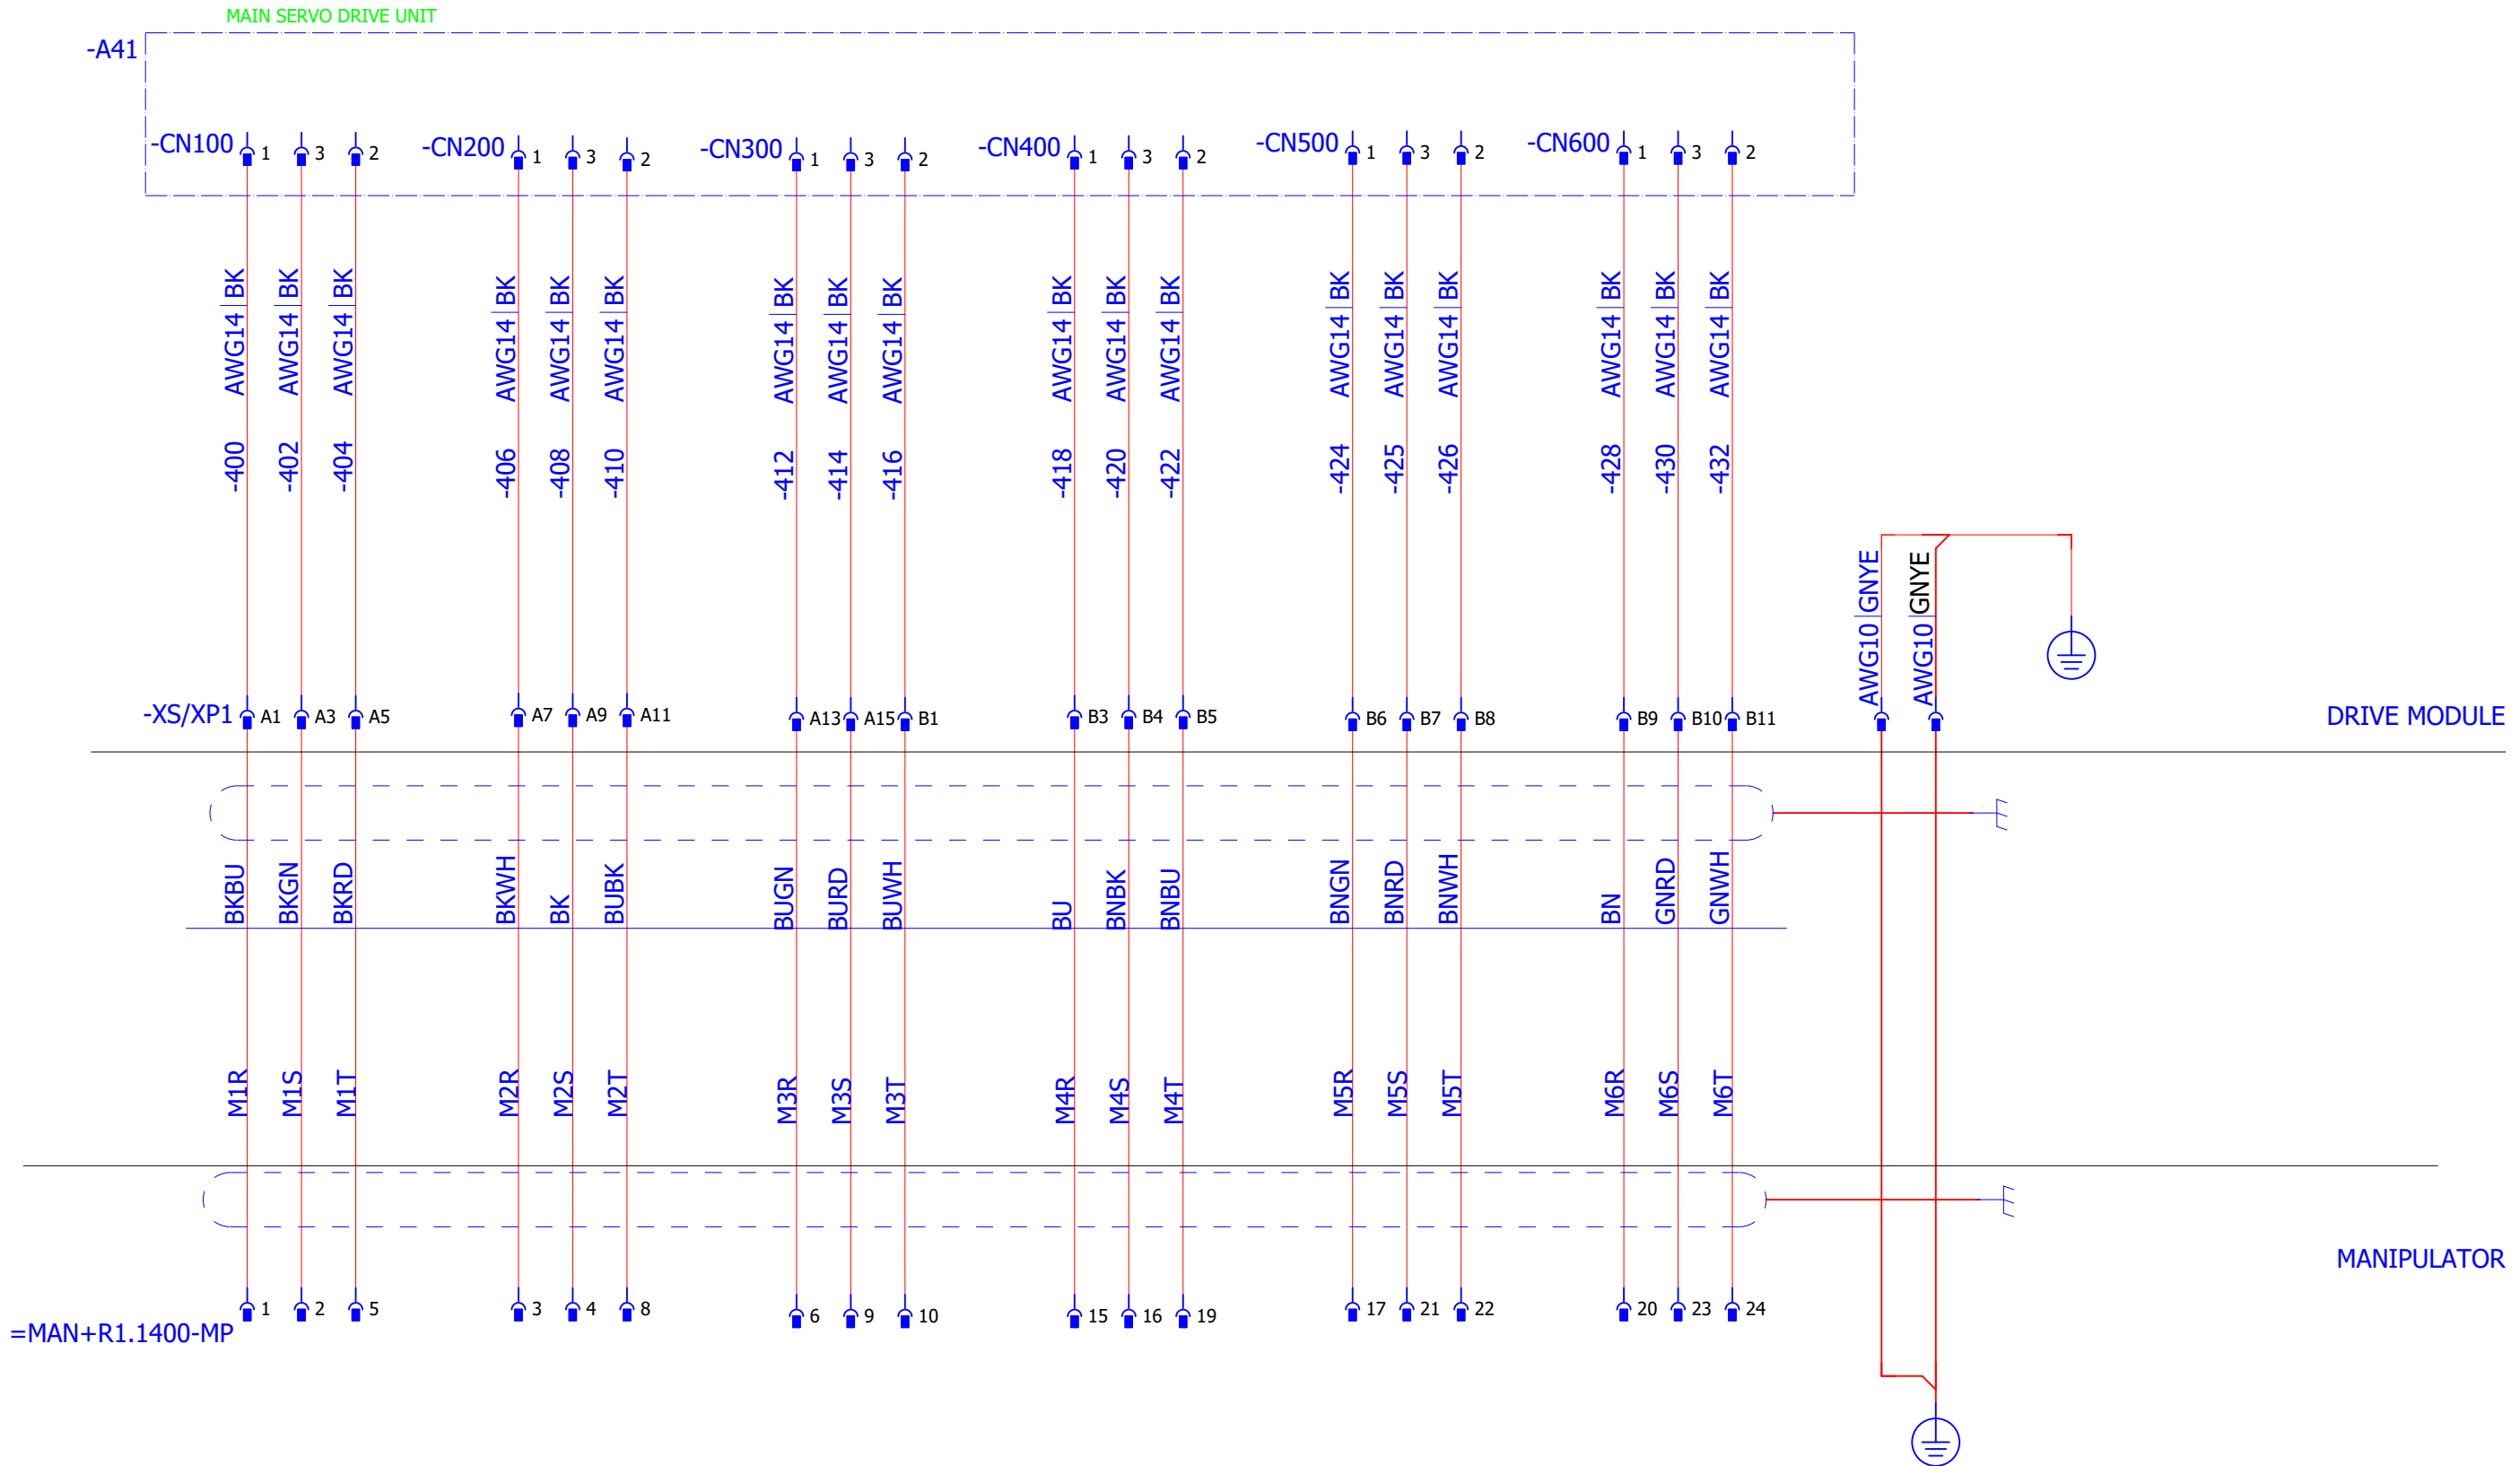 MAIN SERVO DRIVE UNIT
-A41
-CN100 1 3 2 -CN200 1 3 2 -CN300 1 3 2 -CN400 1 3 2 -CN500 1 3 2 -CN600 1 3 2
AWG14 BK AWG14 BK AWG14 BK AWG14 BK AWG14 BK AWG14 BK AWG14 BK AWG14 BK AWG14 BK AWG14 BK AWG14 BK AWG14 BK AWG14 BK AWG14 BK AWG14 BK AWG14 BK AWG14 BK AWG14 BK
-400 -402 -404 -406 -408 -410 -412 -414 -416 -418 -420 -422 -424 -425 -426 -428 -430 -432
AWG10 GNYE AWG10 GNYE
-XS/XP1 A1 A3 A5 A7 A9 A11 A13 A15 B1 B3 B4 B5 B6 B7 B8 B9 B10 B11
DRIVE MODULE
BKBU BKGN BKRD BKWH BK BUBK BUGN BURD BUWH BU BNBK BNBU BNGN BNRD BNWH BN GNRD GNWH
M1R M1S M1T M2R M2S M2T M3R M3S M3T M4R M4S M4T M5R M5S M5T M6R M6S M6T
MANIPULATOR
1 2 5 3 4 8 6 9 10 15 16 19 17 21 22 20 23 24
=MAN+R1.1400-MP